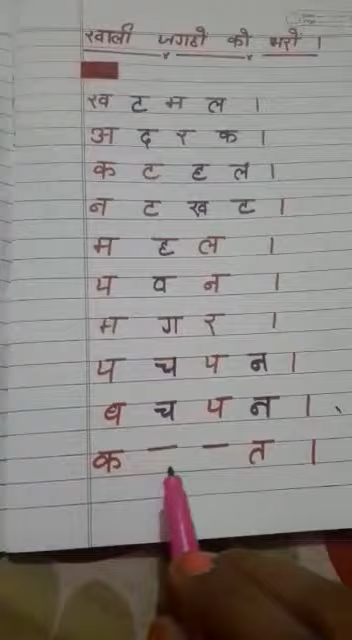 खाली जगहों को भरो ।
ख ट म ल ।
अ द र क ।
क ट ह ल ।
न ट ख ट ।
म ह ल ।
प व न ।
म ग र ।
प च प न ।
ब च प न ।
क – – त ।